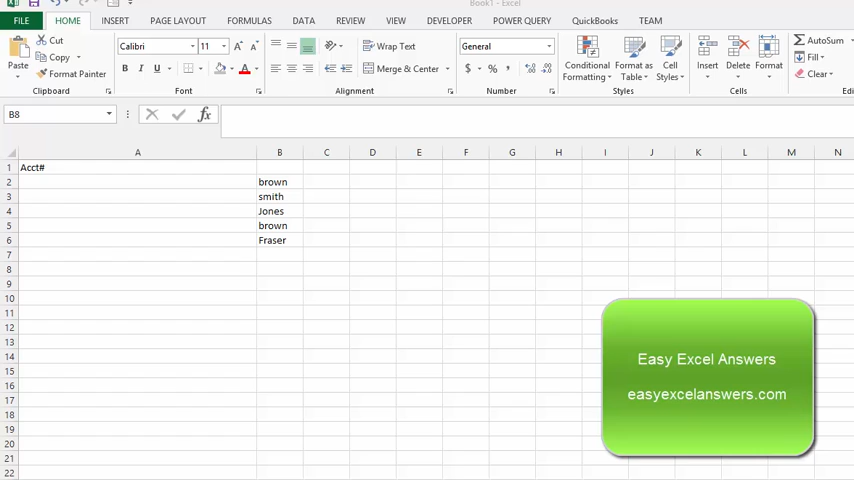 Book1 - Excel
FILE HOME INSERT PAGE LAYOUT FORMULAS DATA REVIEW VIEW DEVELOPER POWER QUERY QuickBooks TEAM
Cut
Copy
Format Painter
Paste
Clipboard
Calibri 11
B I U A
Font
Wrap Text
Merge & Center
Alignment
General
$ % ,
Number
Conditional Formatting
Format as Table
Cell Styles
Styles
Insert Delete Format
Cells
AutoSum
Fill
Clear
Editi
B8 fx
A B C D E F G H I J K L M N
1 Acct#
2 brown
3 smith
4 Jones
5 brown
6 Fraser
7
8
9
10
11
12
13
14
15
16
17
18
19
20
21
22
Easy Excel Answers
easyexcelanswers.com